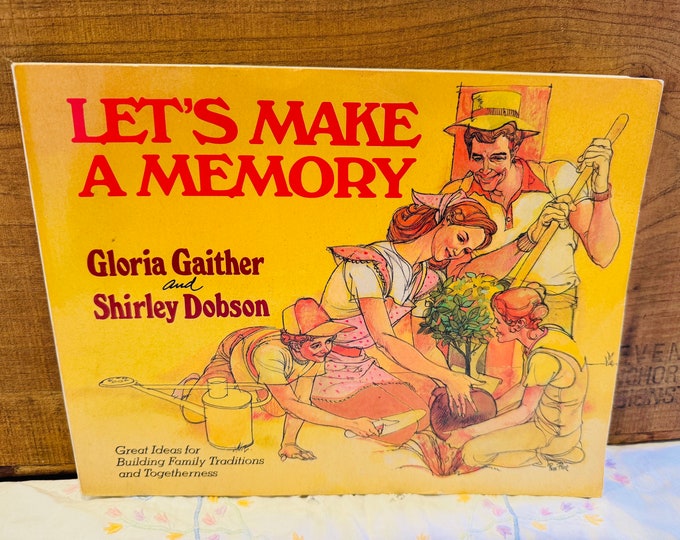 LET'S MAKE
A MEMORY
Gloria Gaither
and
Shirley Dobson
Great Ideas for
Building Family Traditions
and Togetherness